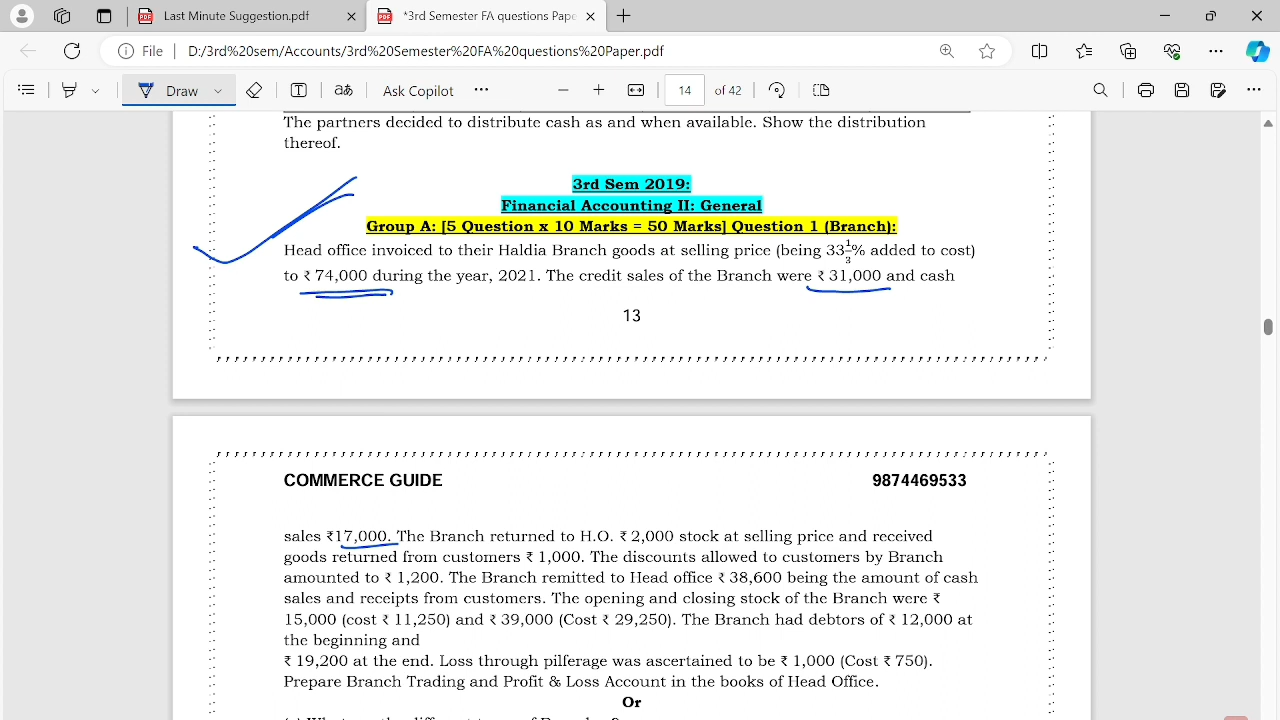 Last Minute Suggestion.pdf
*3rd Semester FA questions Pape
File
D:/3rd%20sem/Accounts/3rd%20Semester%20FA%20questions%20Paper.pdf
Draw
aあ
Ask Copilot
14
of 42
The partners decided to distribute cash as and when available. Show the distribution
thereof.
3rd Sem 2019:
Financial Accounting II: General
Group A: [5 Question x 10 Marks = 50 Marks] Question 1 (Branch):
Head office invoiced to their Haldia Branch goods at selling price (being 33 1/3% added to cost)
to ₹ 74,000 during the year, 2021. The credit sales of the Branch were ₹ 31,000 and cash
13
COMMERCE GUIDE 9874469533
sales ₹17,000. The Branch returned to H.O. ₹ 2,000 stock at selling price and received
goods returned from customers ₹ 1,000. The discounts allowed to customers by Branch
amounted to ₹ 1,200. The Branch remitted to Head office ₹ 38,600 being the amount of cash
sales and receipts from customers. The opening and closing stock of the Branch were ₹
15,000 (cost ₹ 11,250) and ₹ 39,000 (Cost ₹ 29,250). The Branch had debtors of ₹ 12,000 at
the beginning and
₹ 19,200 at the end. Loss through pilferage was ascertained to be ₹ 1,000 (Cost ₹ 750).
Prepare Branch Trading and Profit & Loss Account in the books of Head Office.
Or